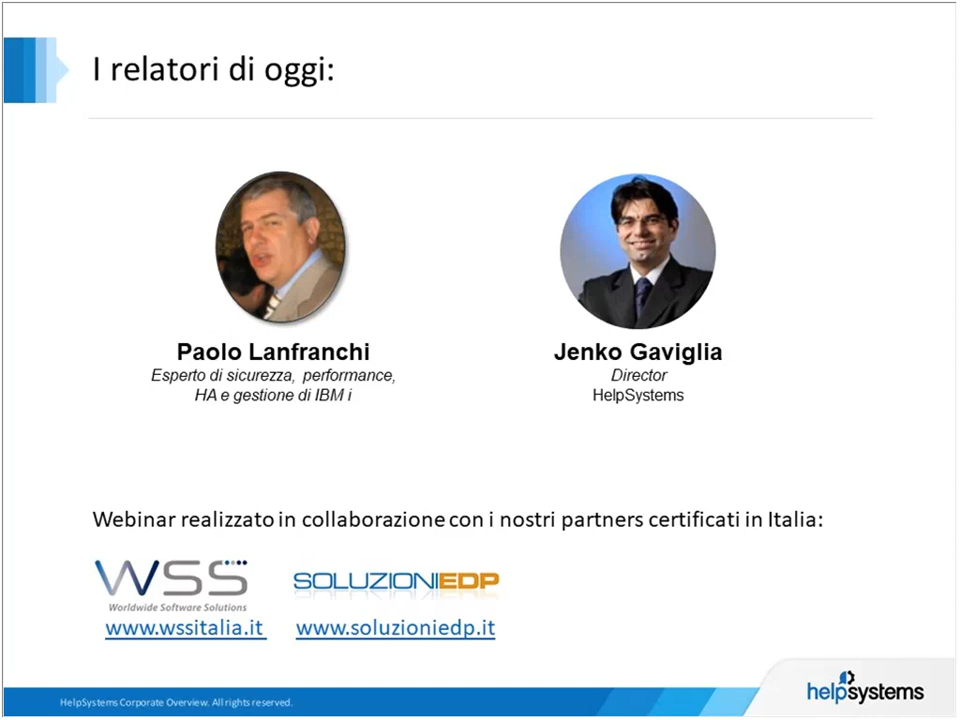 I relatori di oggi:
Paolo Lanfranchi
Esperto di sicurezza, performance,
HA e gestione di IBM i
Jenko Gaviglia
Director
HelpSystems
Webinar realizzato in collaborazione con i nostri partners certificati in Italia:
WSS
Worldwide Software Solutions
www.wssitalia.it
SOLUZIONIEDP
www.soluzioniedp.it
HelpSystems Corporate Overview. All rights reserved.
helpsystems